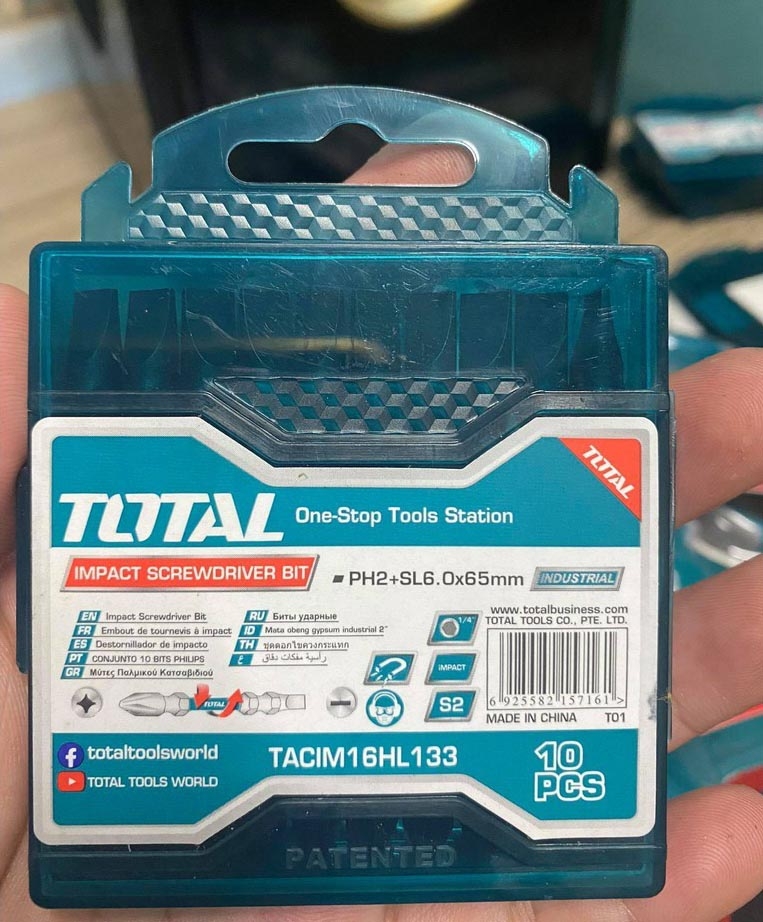 TOTAL
TOTAL One-Stop Tools Station
IMPACT SCREWDRIVER BIT ▪ PH2+SL6.0x65mm INDUSTRIAL
www.totalbusiness.com
TOTAL TOOLS CO., PTE. LTD.
EN Impact Screwdriver Bit
FR Embout de tournevis à impact
ES Destornillador de impacto
PT CONJUNTO 10 BITS PHILIPS
GR Μύτες Παλμικού Κατσαβιδιού
RU Биты ударные
ID Mata obeng gypsum industrial 2"
TH ชุดดอกไขควงกระแทก
ع رأسية مفكات دقاق
1/4"
IMPACT
S2
TOTAL
6 925582 157161 >
MADE IN CHINA T01
totaltoolsworld
TOTAL TOOLS WORLD
TACIM16HL133
10
PCS
PATENTED